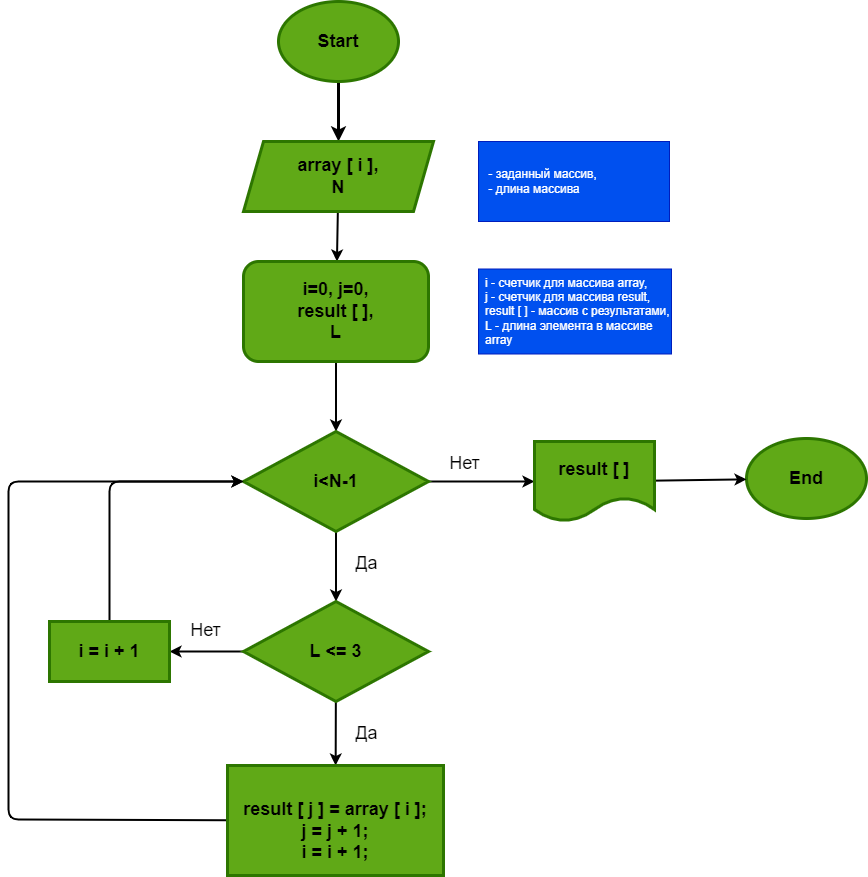 Start
array [ i ],
N
- заданный массив,
- длина массива
i=0, j=0,
result [ ],
L
i - счетчик для массива array,
j - счетчик для массива result,
result [ ] - массив с результатами,
L - длина элемента в массиве
array
i<N-1
Нет
result [ ]
End
Да
L <= 3
Нет
i = i + 1
Да
result [ j ] = array [ i ];
j = j + 1;
i = i + 1;